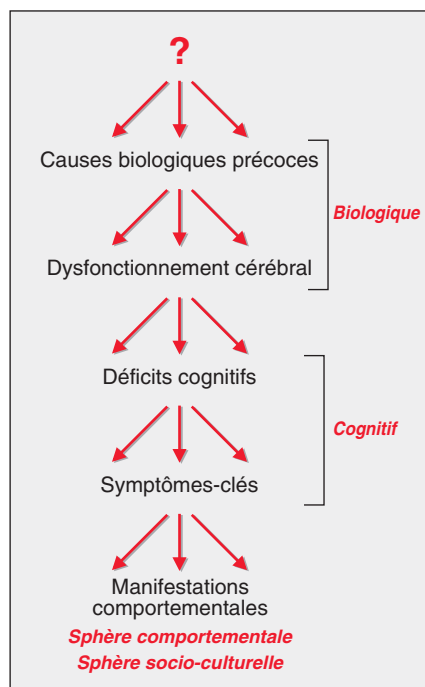 ?
Causes biologiques précoces
Biologique
Dysfonctionnement cérébral
Déficits cognitifs
Cognitif
Symptômes-clés
Manifestations
comportementales
Sphère comportementale
Sphère socio-culturelle